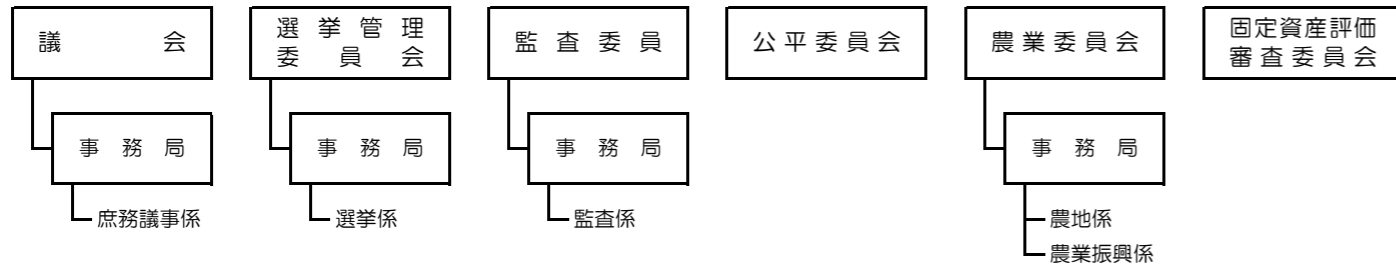 議会
選挙管理
委員会
監査委員
公平委員会
農業委員会
固定資産評価
審査委員会
事務局
事務局
事務局
事務局
庶務議事係
選挙係
監査係
農地係
農業振興係